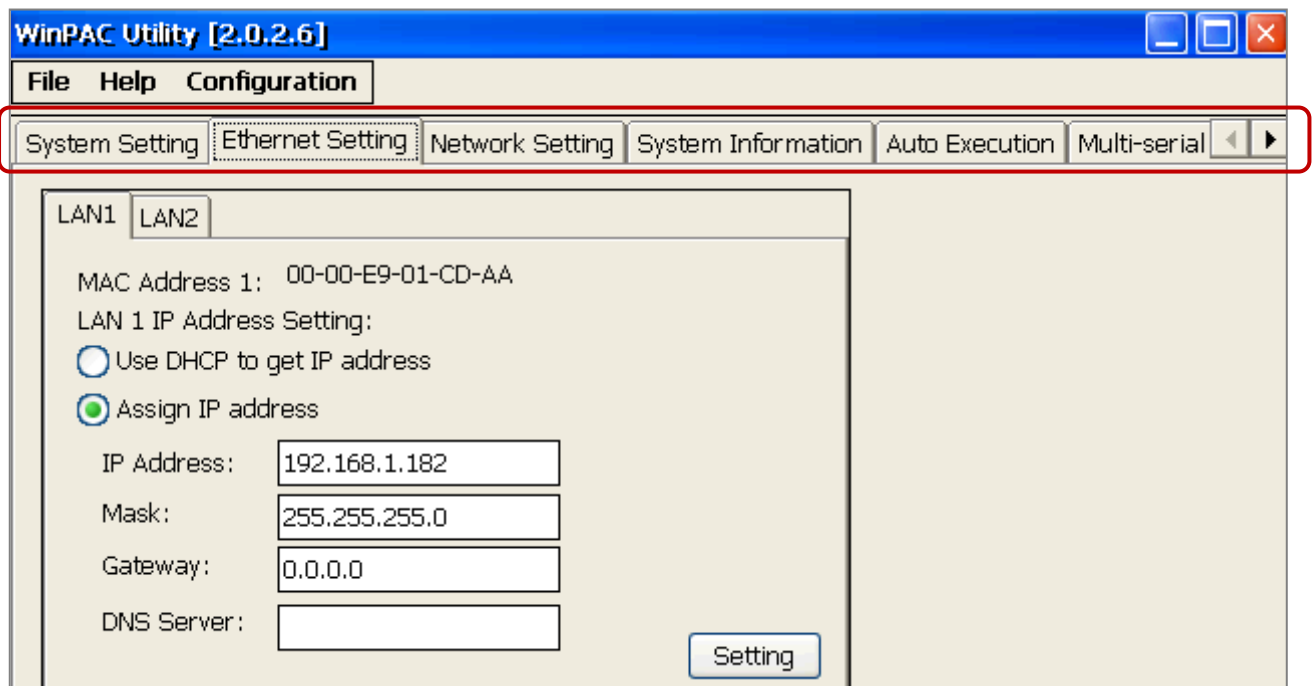 WinPAC Utility [2.0.2.6]
File Help Configuration
System Setting Ethernet Setting Network Setting System Information Auto Execution Multi-serial
LAN1 LAN2
MAC Address 1: 00-00-E9-01-CD-AA
LAN 1 IP Address Setting:
Use DHCP to get IP address
Assign IP address
IP Address: 192.168.1.182
Mask: 255.255.255.0
Gateway: 0.0.0.0
DNS Server:
Setting